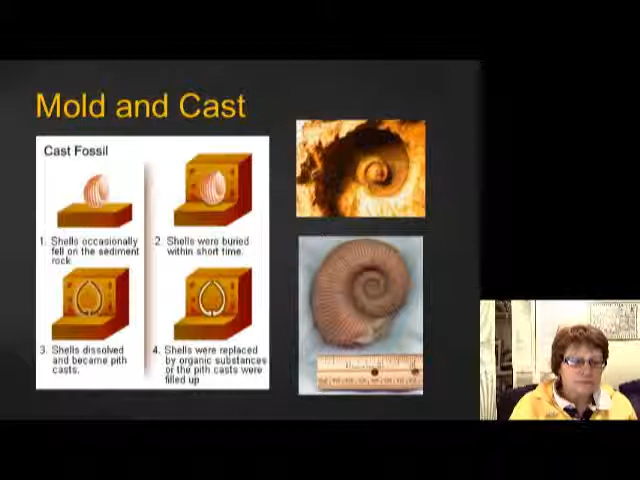 Mold and Cast
Cast Fossil
1. Shells occasionally
fell on the sediment
rock
2. Shells were buried
within short time.
3. Shells dissolved
and became pith
casts.
4. Shells were replaced
by organic substances
or the pith casts were
filled up